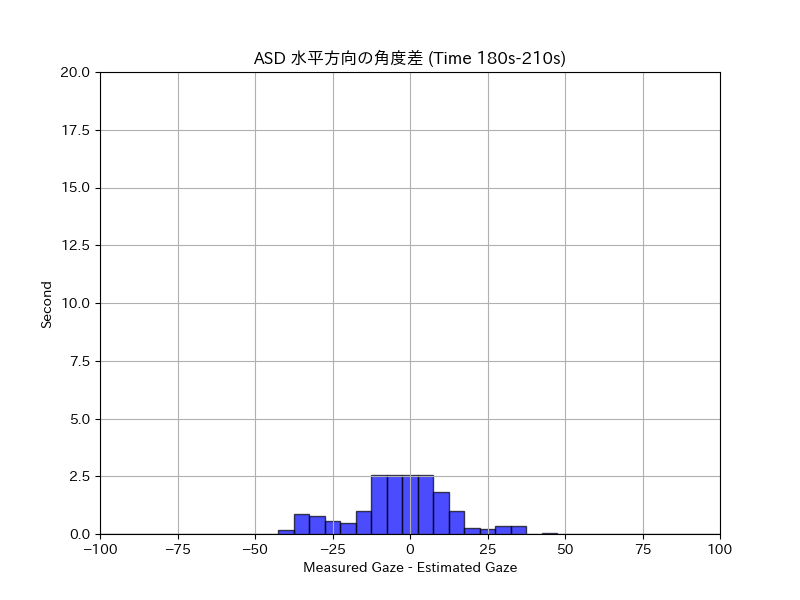 ASD 水平方向の角度差 (Time 180s-210s)
20.0
17.5
15.0
12.5
10.0
7.5
5.0
2.5
0.0
Second
−100 −75 −50 −25 0 25 50 75 100
Measured Gaze - Estimated Gaze